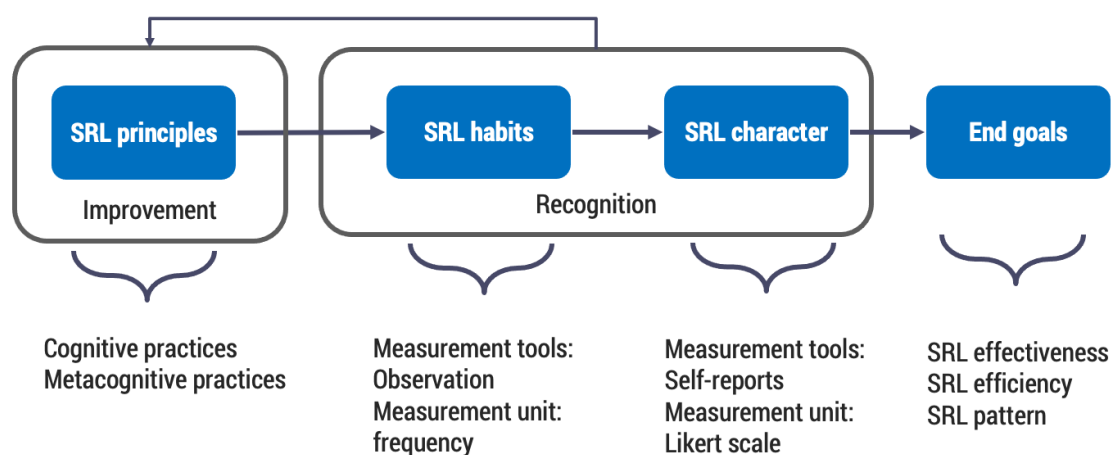 SRL principles
SRL habits
SRL character
End goals
Improvement
Recognition
Cognitive practices
Metacognitive practices
Measurement tools:
Observation
Measurement unit:
frequency
Measurement tools:
Self-reports
Measurement unit:
Likert scale
SRL effectiveness
SRL efficiency
SRL pattern